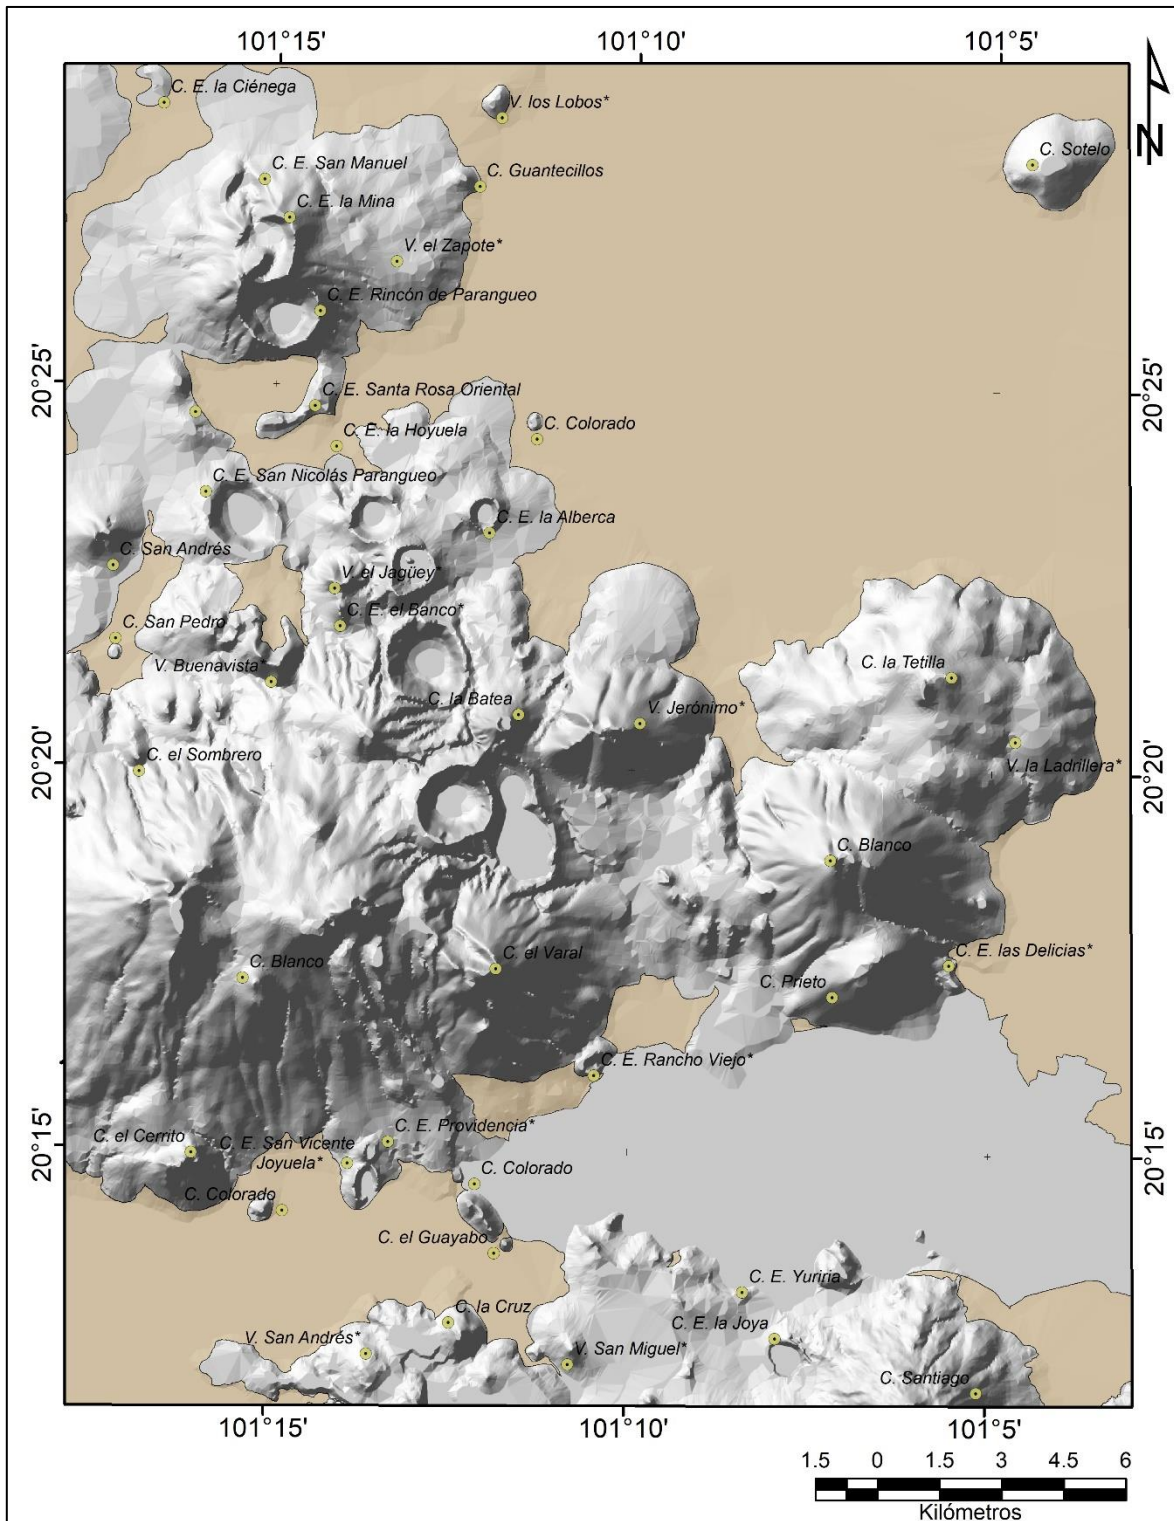 101°15'
101°10'
101°5'
N
C. E. la Ciénega
V. los Lobos*
C. Sotelo
C. E. San Manuel
C. Guantecillos
C. E. la Mina
V. el Zapote*
C. E. Rincón de Parangueo
20°25'
20°25'
C. E. Santa Rosa Oriental
C. E. la Hoyuela
C. Colorado
C. E. San Nicolás Parangueo
C. E. la Alberca
C. San Andrés
V. el Jagüey*
C. E. el Banco*
C. San Pedro
V. Buenavista*
C. la Tetilla
C. la Batea
V. Jerónimo*
C. el Sombrero
20°20'
20°20'
V. la Ladrillera*
C. Blanco
C. el Varal
C. E. las Delicias*
C. Blanco
C. Prieto
C. E. Rancho Viejo*
20°15'
20°15'
C. el Cerrito
C. E. San Vicente
Joyuela*
C. E. Providencia*
C. Colorado
C. Colorado
C. el Guayabo
C. E. Yuriria
C. la Cruz
C. E. la Joya
V. San Andrés*
V. San Miguel*
C. Santiago
101°15'
101°10'
101°5'
1.5 0 1.5 3 4.5 6
Kilómetros